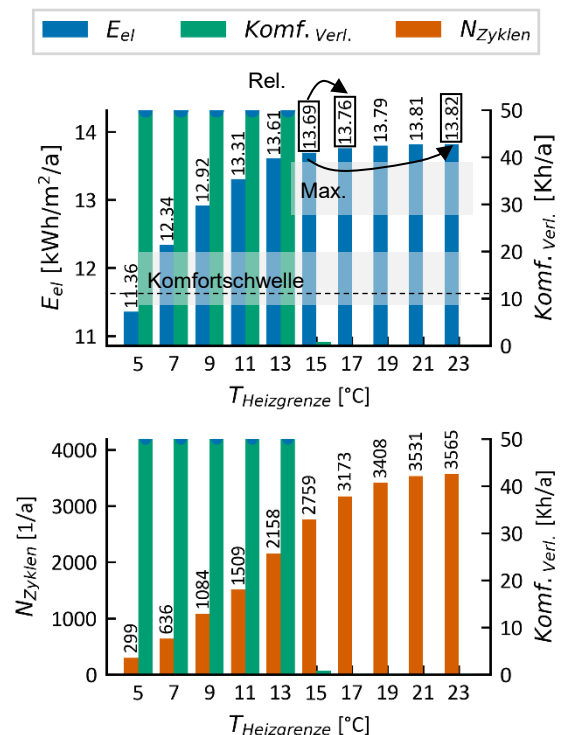 E_el Komf._Verl. N_Zyklen
Rel.
14
13
12
11
E_el [kWh/m²/a]
11.36 12.34 12.92 13.31 13.61 13.69 13.76 13.79 13.81 13.82
Max.
Komfortschwelle
50
40
30
20
10
0
Komf._Verl. [Kh/a]
5 7 9 11 13 15 17 19 21 23
T_Heizgrenze [°C]
4000
3000
2000
1000
0
N_Zyklen [1/a]
299 636 1084 1509 2158 2759 3173 3408 3531 3565
50
40
30
20
10
0
Komf._Verl. [Kh/a]
5 7 9 11 13 15 17 19 21 23
T_Heizgrenze [°C]